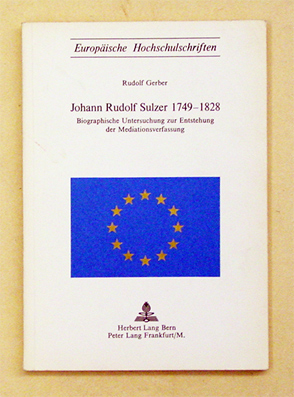 Europäische Hochschulschriften
Rudolf Gerber
Johann Rudolf Sulzer 1749–1828
Biographische Untersuchung zur Entstehung
der Mediationsverfassung
Herbert Lang Bern
Peter Lang Frankfurt/M.